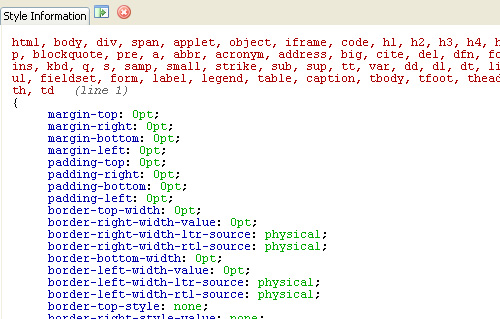 Style Information
html, body, div, span, applet, object, iframe, code, h1, h2, h3, h4, h
p, blockquote, pre, a, abbr, acronym, address, big, cite, del, dfn, fo
ins, kbd, q, s, samp, small, strike, sub, sup, tt, var, dd, dl, dt, li
ul, fieldset, form, label, legend, table, caption, tbody, tfoot, thead
th, td (line 1)
{
margin-top: 0pt;
margin-right: 0pt;
margin-bottom: 0pt;
margin-left: 0pt;
padding-top: 0pt;
padding-right: 0pt;
padding-bottom: 0pt;
padding-left: 0pt;
border-top-width: 0pt;
border-right-width-value: 0pt;
border-right-width-ltr-source: physical;
border-right-width-rtl-source: physical;
border-bottom-width: 0pt;
border-left-width-value: 0pt;
border-left-width-ltr-source: physical;
border-left-width-rtl-source: physical;
border-top-style: none;
border-right-style-value: none;